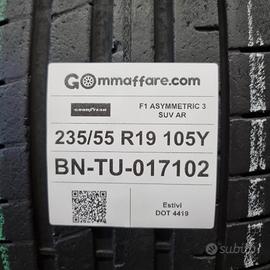 GOmmaffare.com
GOODYEAR
F1 ASYMMETRIC 3
SUV AR
235/55 R19 105Y
BN-TU-017102
Estivi
DOT 4419
subito